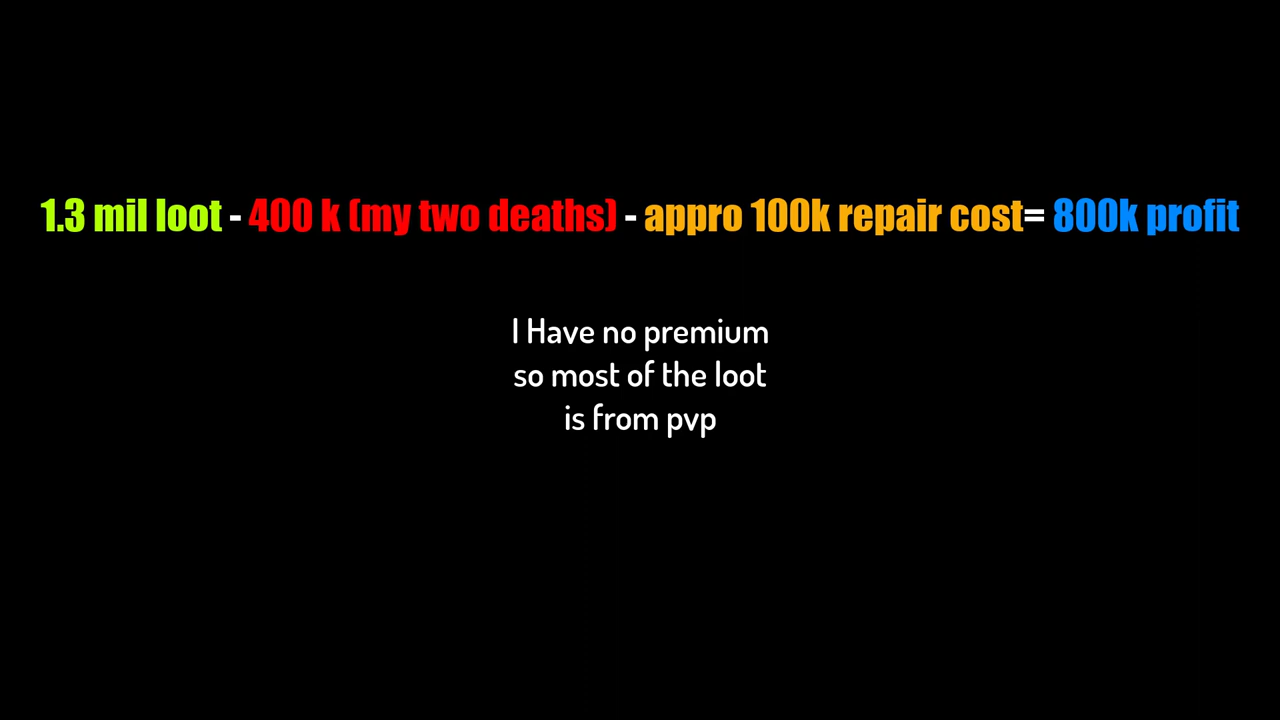 1.3 mil loot - 400 k (my two deaths) - appro 100k repair cost= 800k profit
I Have no premium
so most of the loot
is from pvp